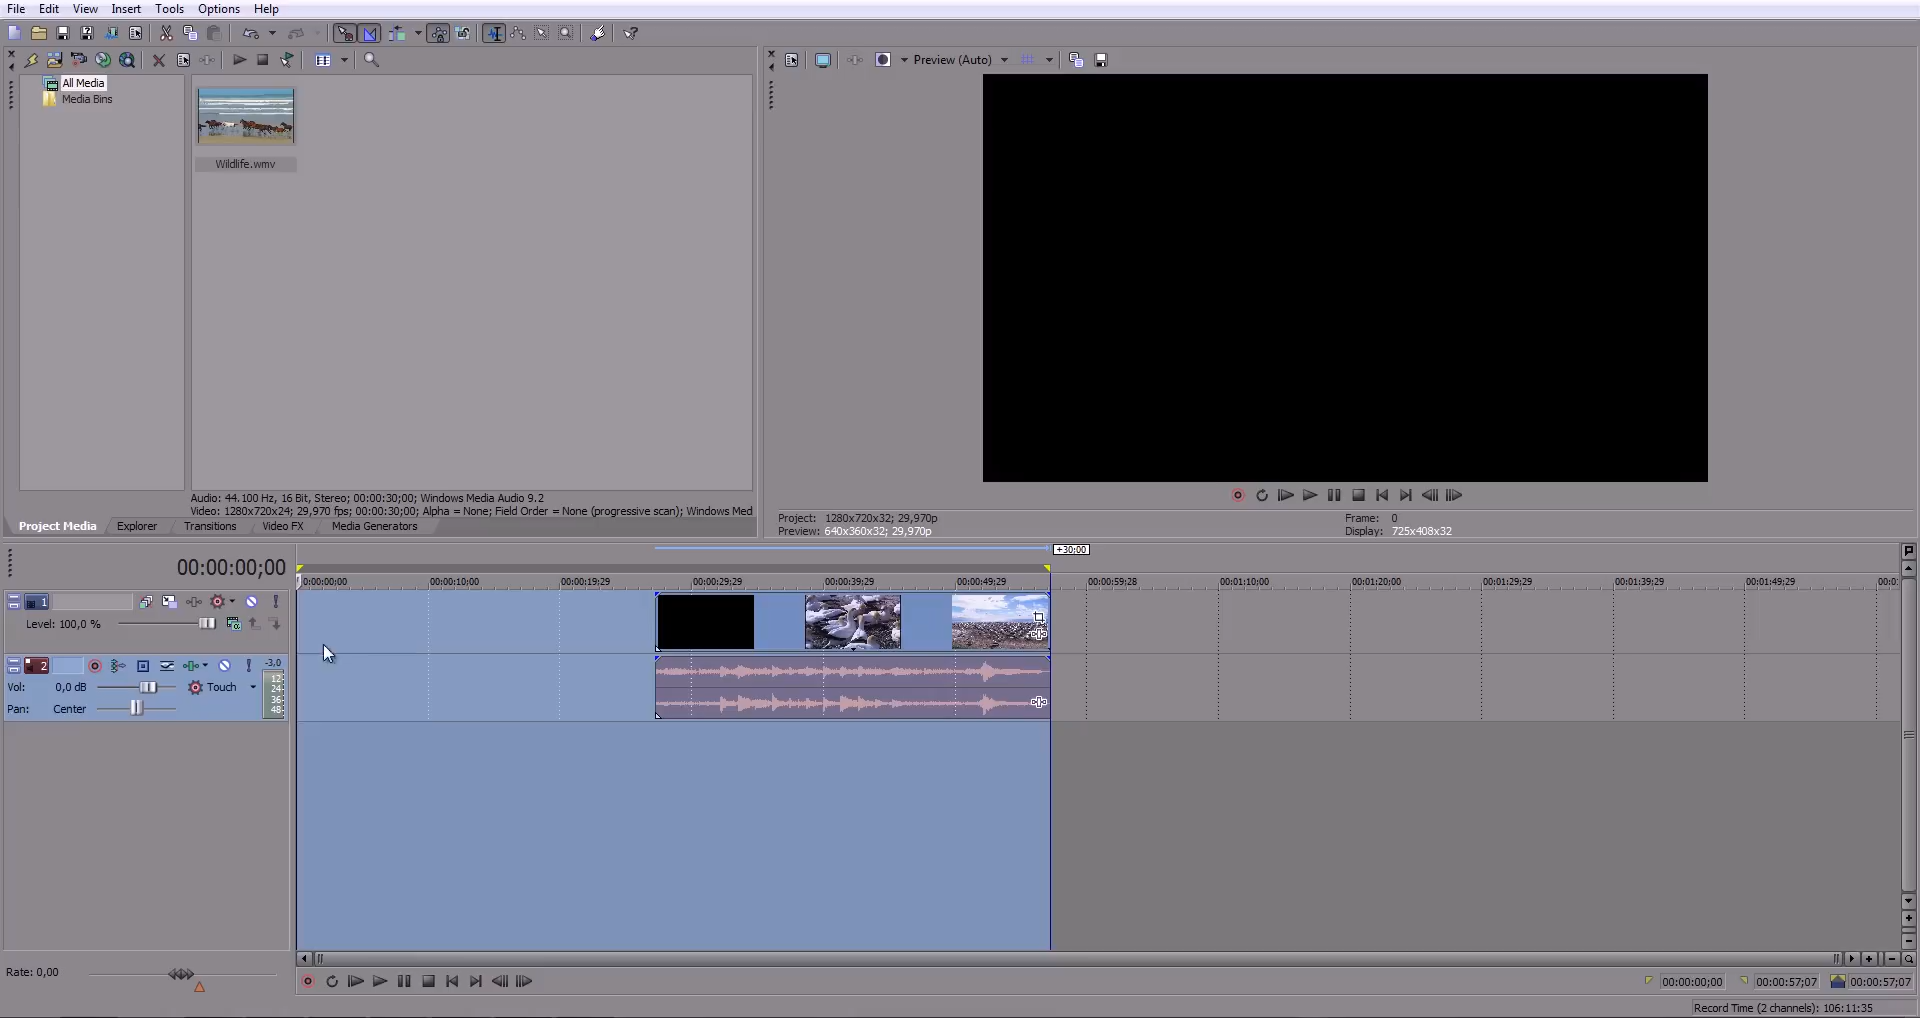 File Edit View Insert Tools Options Help
Preview (Auto)
All Media
Media Bins
Wildlife.wmv
Audio: 44.100 Hz, 16 Bit, Stereo; 00:00:30;00; Windows Media Audio 9.2
Video: 1280x720x24; 29,970 fps; 00:00:30;00; Alpha = None; Field Order = None (progressive scan); Windows Med
Project Media Explorer Transitions Video FX Media Generators
Project: 1280x720x32; 29,970p
Preview: 640x360x32; 29,970p
Frame: 0
Display: 725x408x32
+30;00
00:00:00;00
0:00:00;00 00:00:10;00 00:00:19;29 00:00:29;29 00:00:39;29 00:00:49;29 00:00:59;28 00:01:10;00 00:01:20;00 00:01:29;29 00:01:39;29 00:01:49;29 00:0
1
Level: 100,0 %
2
-3,0
12
24
36
48
Vol: 0,0 dB Touch
Pan: Center
Rate: 0,00
00:00:00;00 00:00:57;07 00:00:57;07
Record Time (2 channels): 106:11:35